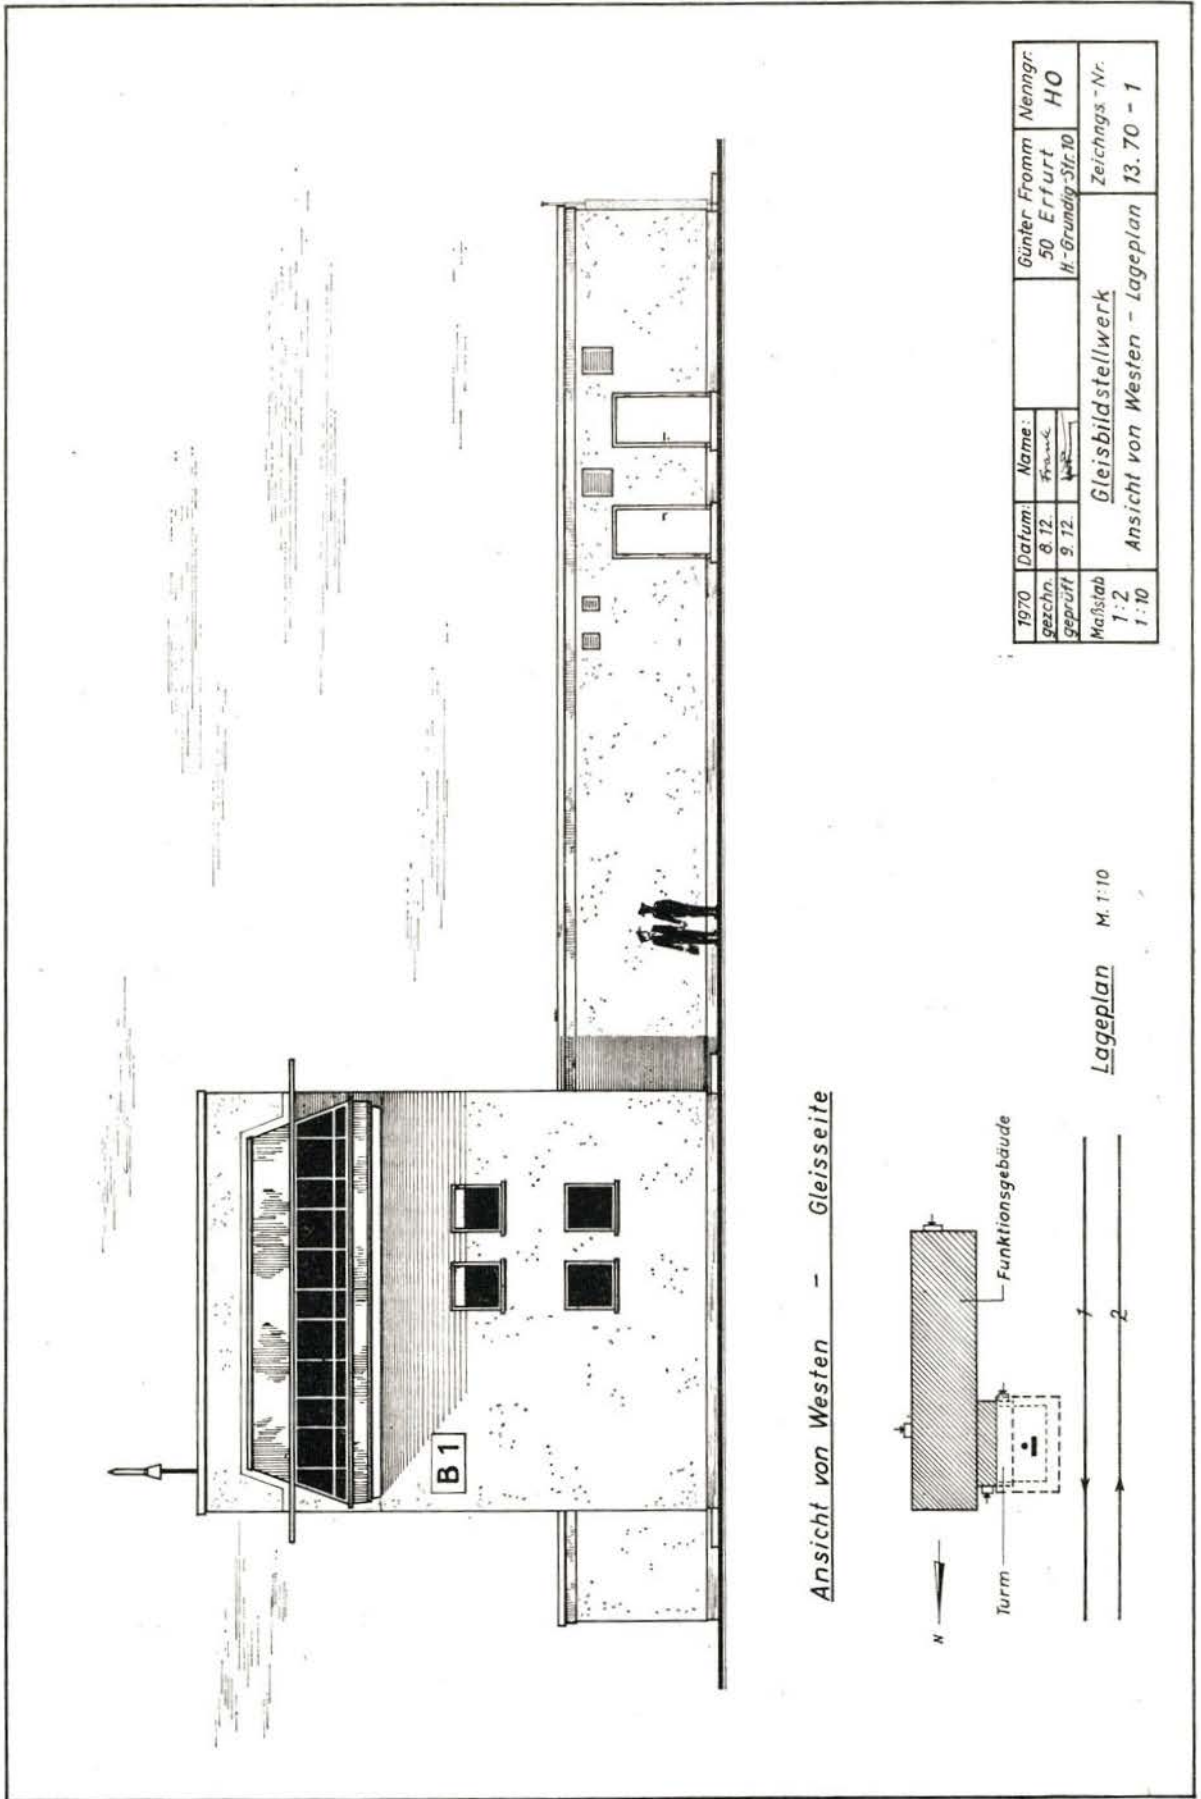 B 1
Ansicht von Westen – Gleisseite
N
Turm
Funktionsgebäude
1
2
Lageplan M. 1:10
1970 Datum: Name: Günter Fromm Nenngr.
gezchn. 8.12. Frank 50 Erfurt HO
geprüft 9.12. H.-Grundig-Str.10
Maßstab Gleisbildstellwerk Zeichngs.-Nr.
1:2 Ansicht von Westen – Lageplan 13.70 – 1
1:10